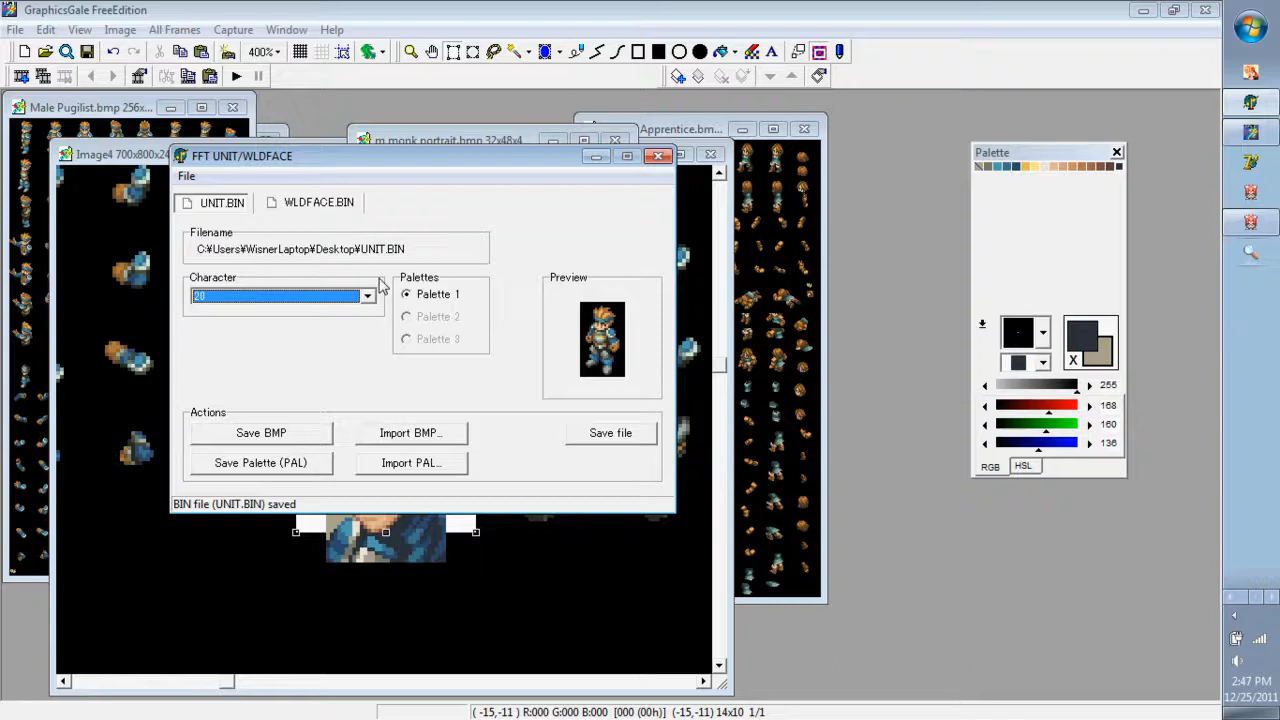 GraphicsGale FreeEdition
File Edit View Image All Frames Capture Window Help
400%
Male Pugilist.bmp 256x...
m monk portrait.bmp 32x48x4...
Apprentice.bm...
Image4 700x800x24
FFT UNIT/WLDFACE
File
UNIT.BIN WLDFACE.BIN
Filename
C:¥Users¥WisnerLaptop¥Desktop¥UNIT.BIN
Character
20
Palettes
Palette 1
Palette 2
Palette 3
Preview
Actions
Save BMP Import BMP... Save file
Save Palette (PAL) Import PAL...
BIN file (UNIT.BIN) saved
Palette
X
255
168
160
136
RGB HSL
( -15,-11 ) R:000 G:000 B:000 [000 (00h)] (-15,-11) 14x10 1/1
2:47 PM
12/25/2011